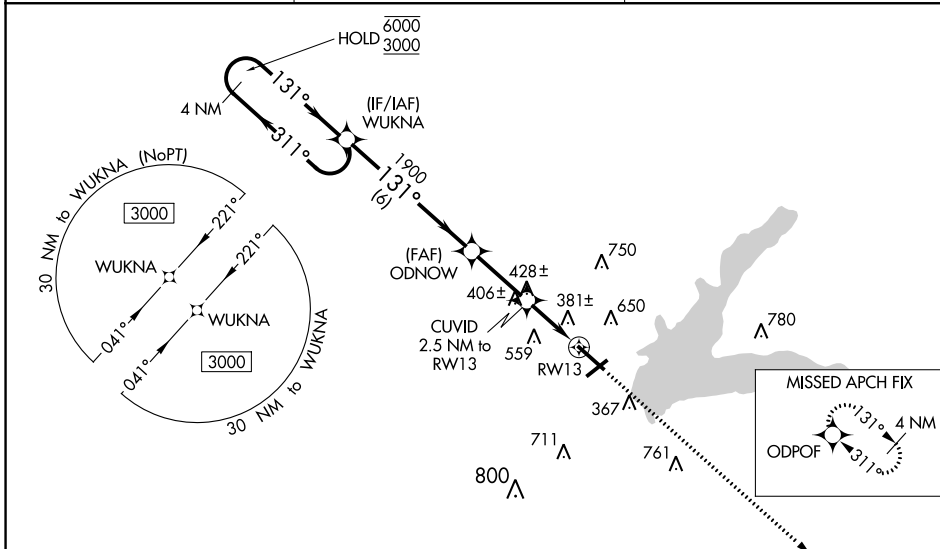 HOLD 6000
3000
4 NM
131°
311°
(IF/IAF)
WUKNA
1900
131°
(6)
30 NM to WUKNA (NoPT)
3000
221°
WUKNA
041°
221°
WUKNA
3000
041°
30 NM to WUKNA
(FAF)
ODNOW
750
428±
406±
381±
650
CUVID
2.5 NM to
RW13
559
RW13
780
367
711
761
800
MISSED APCH FIX
131°
4 NM
ODPOF
311°